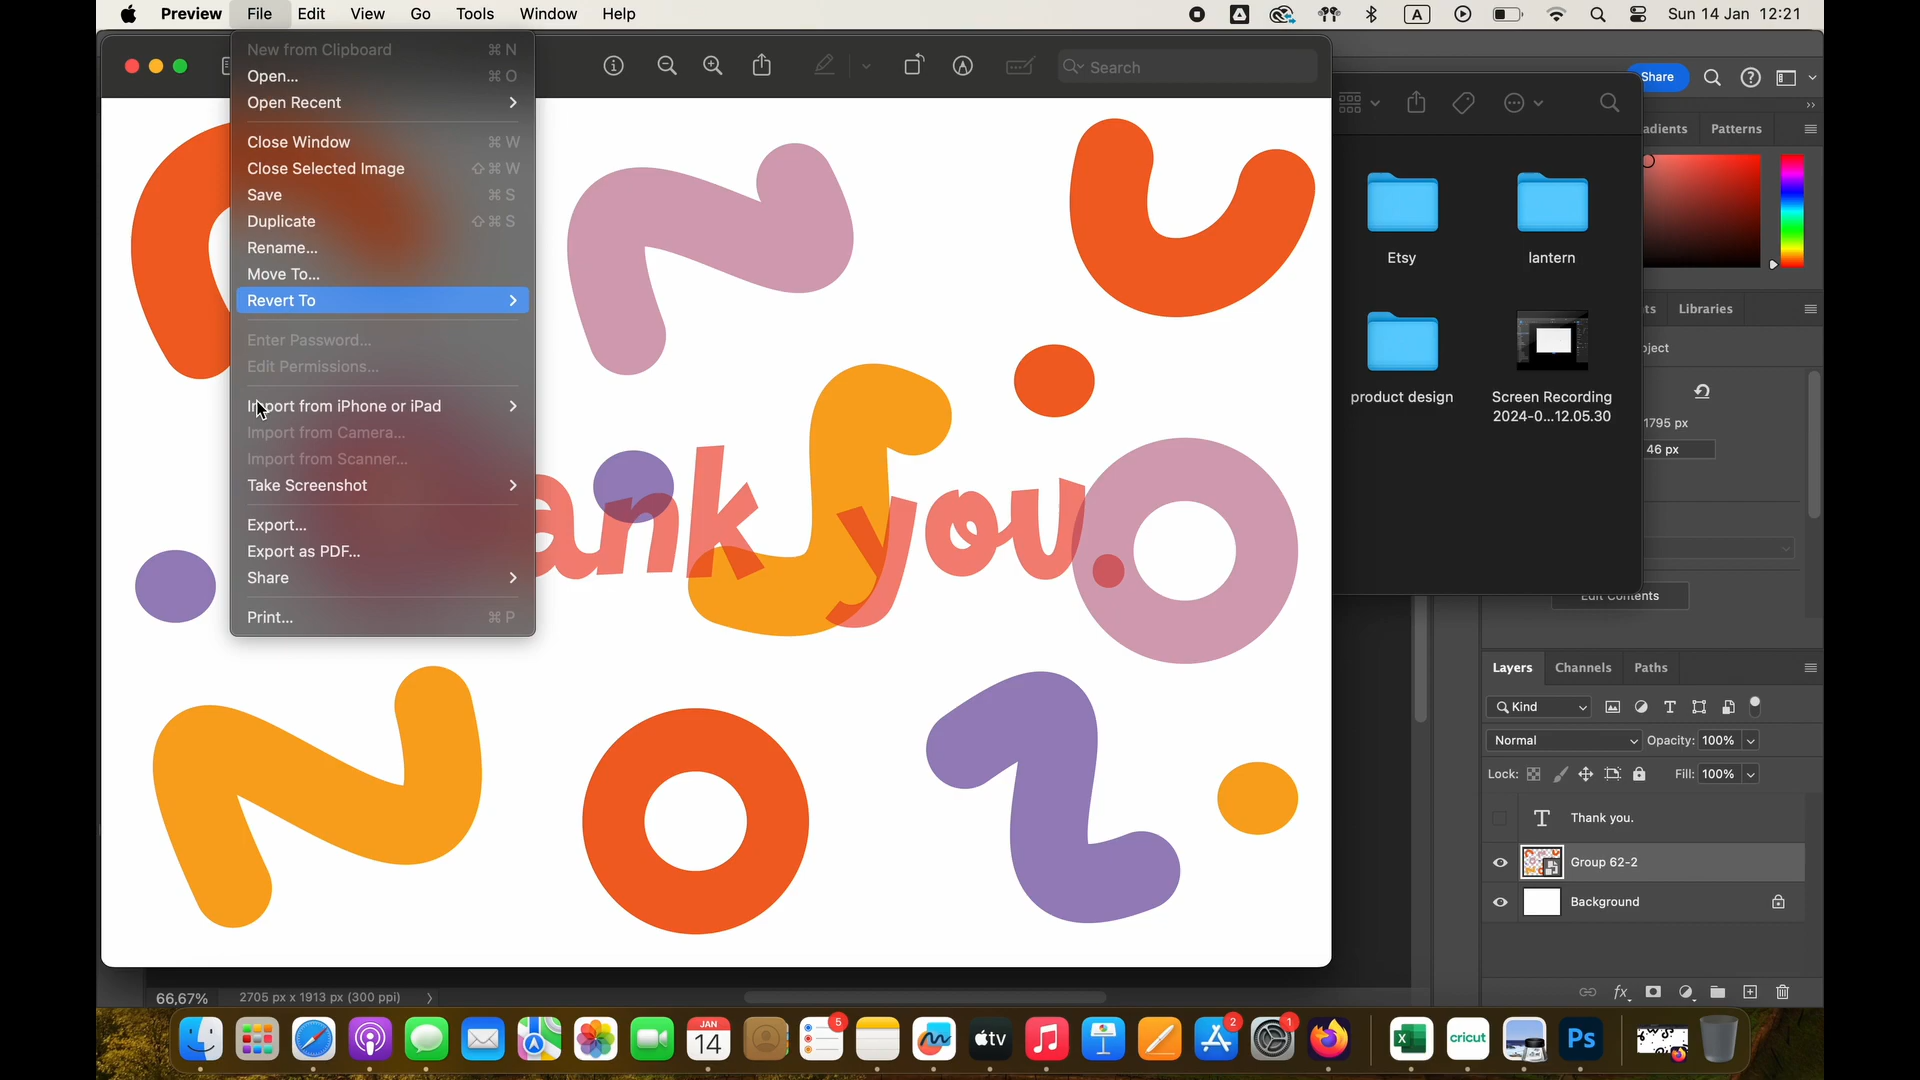 Preview File Edit View Go Tools Window Help
A
Sun 14 Jan 12:21
New from Clipboard ⌘ N
Open... ⌘ O
Open Recent
Close Window ⌘ W
Close Selected Image ⇧ ⌘ W
Save ⌘ S
Duplicate ⇧ ⌘ S
Rename...
Move To...
Revert To
Enter Password...
Edit Permissions...
Import from iPhone or iPad
Import from Camera...
Import from Scanner...
Take Screenshot
Export...
Export as PDF...
Share
Print... ⌘ P
Search
ank you.
Etsy
lantern
product design
Screen Recording
2024-0...12.05.30
Share
adients Patterns
ts Libraries
oject
1795 px
46 px
Edit Contents
Layers Channels Paths
Kind
Normal Opacity: 100%
Lock: Fill: 100%
T Thank you.
Group 62-2
Background
fx
66,67% 2705 px x 1913 px (300 ppi)
JAN
14
5
tv
2
1
cricut
Ps